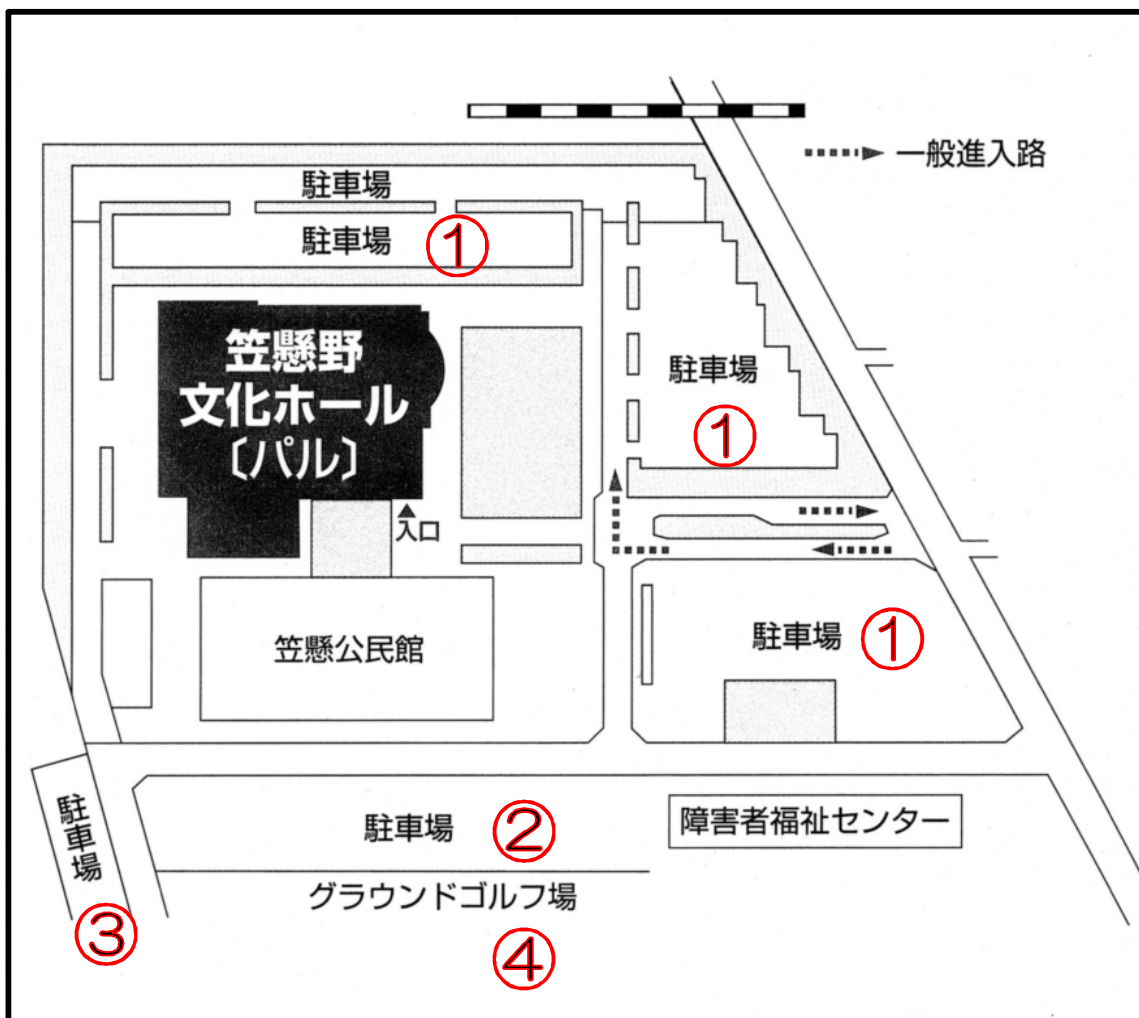 一般進入路
駐車場
駐車場 ①
笠懸野
文化ホール
〔パル〕
駐車場
①
入口
笠懸公民館
駐車場 ①
駐車場
③
駐車場 ②
障害者福祉センター
グラウンドゴルフ場
④